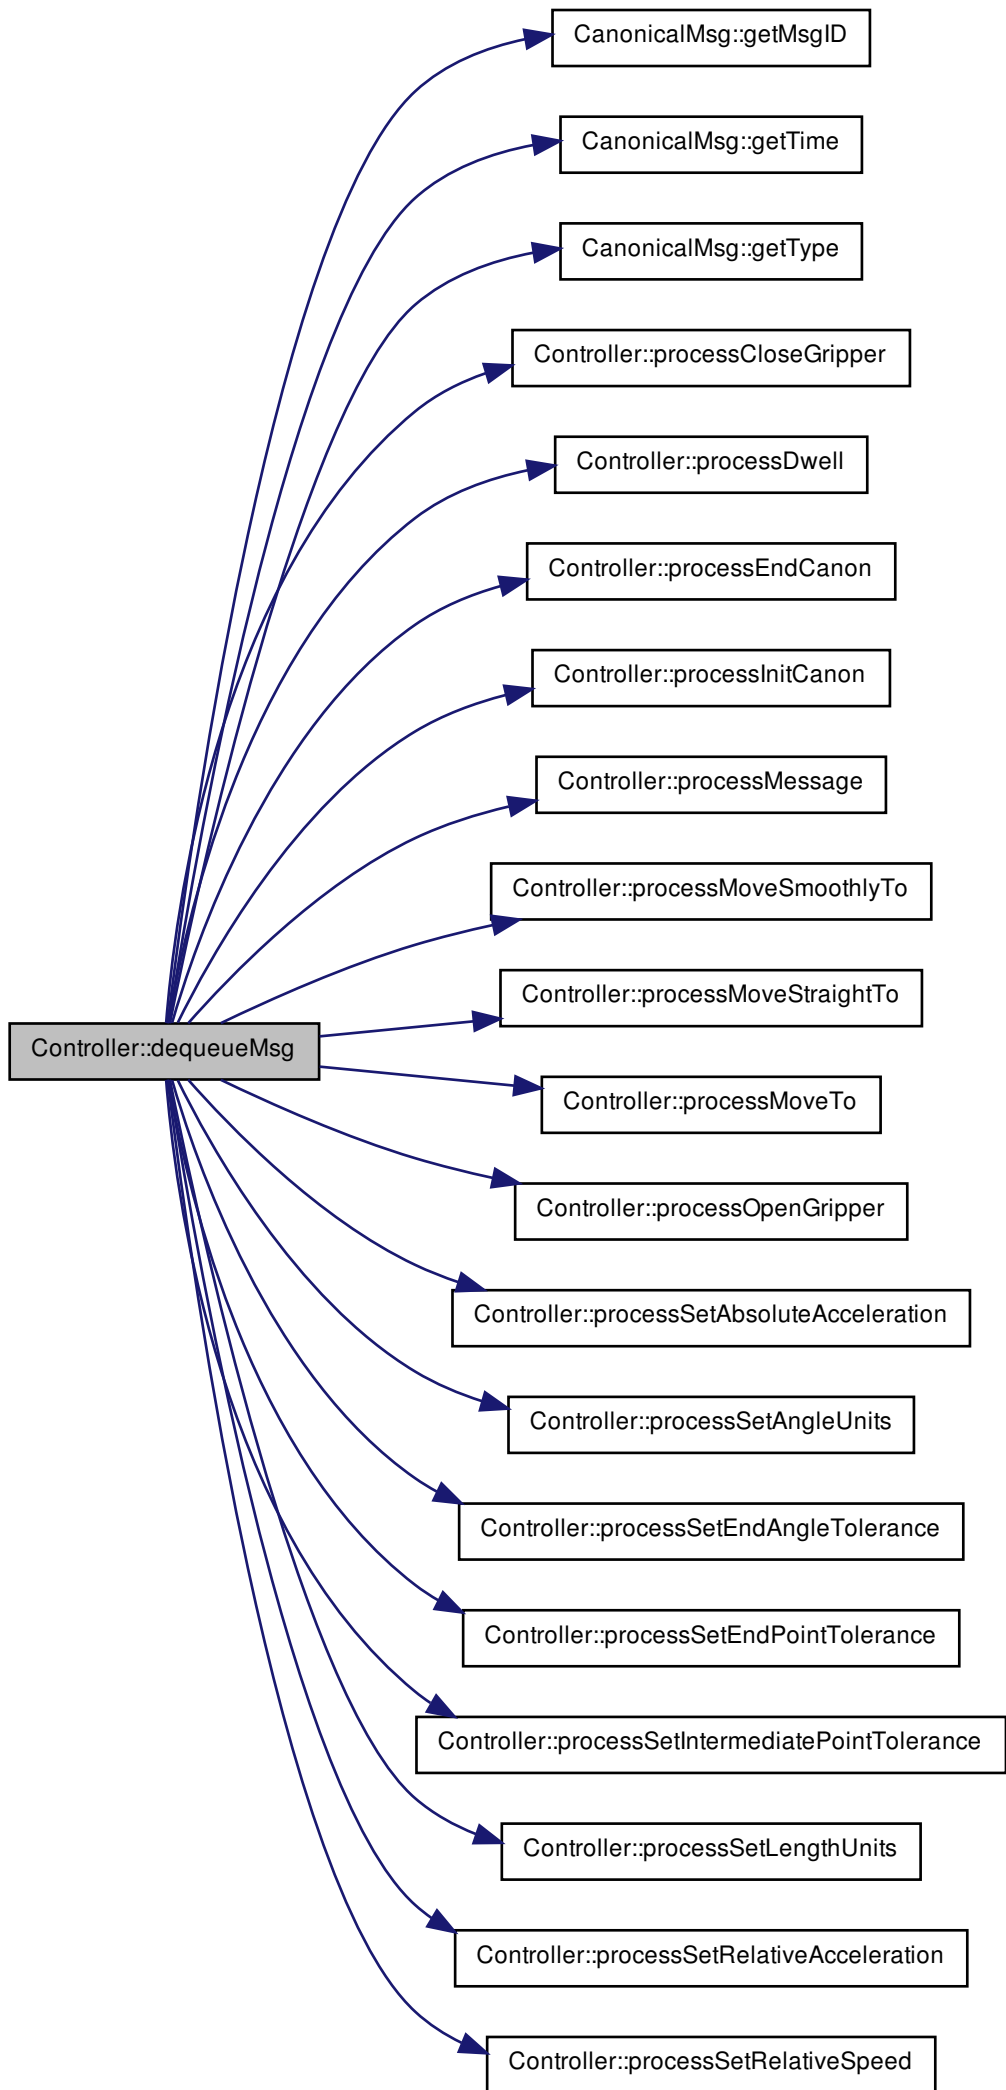 CanonicalMsg::getMsgID
CanonicalMsg::getTime
CanonicalMsg::getType
Controller::processCloseGripper
Controller::processDwell
Controller::processEndCanon
Controller::processInitCanon
Controller::processMessage
Controller::processMoveSmoothlyTo
Controller::processMoveStraightTo
Controller::dequeueMsg
Controller::processMoveTo
Controller::processOpenGripper
Controller::processSetAbsoluteAcceleration
Controller::processSetAngleUnits
Controller::processSetEndAngleTolerance
Controller::processSetEndPointTolerance
Controller::processSetIntermediatePointTolerance
Controller::processSetLengthUnits
Controller::processSetRelativeAcceleration
Controller::processSetRelativeSpeed